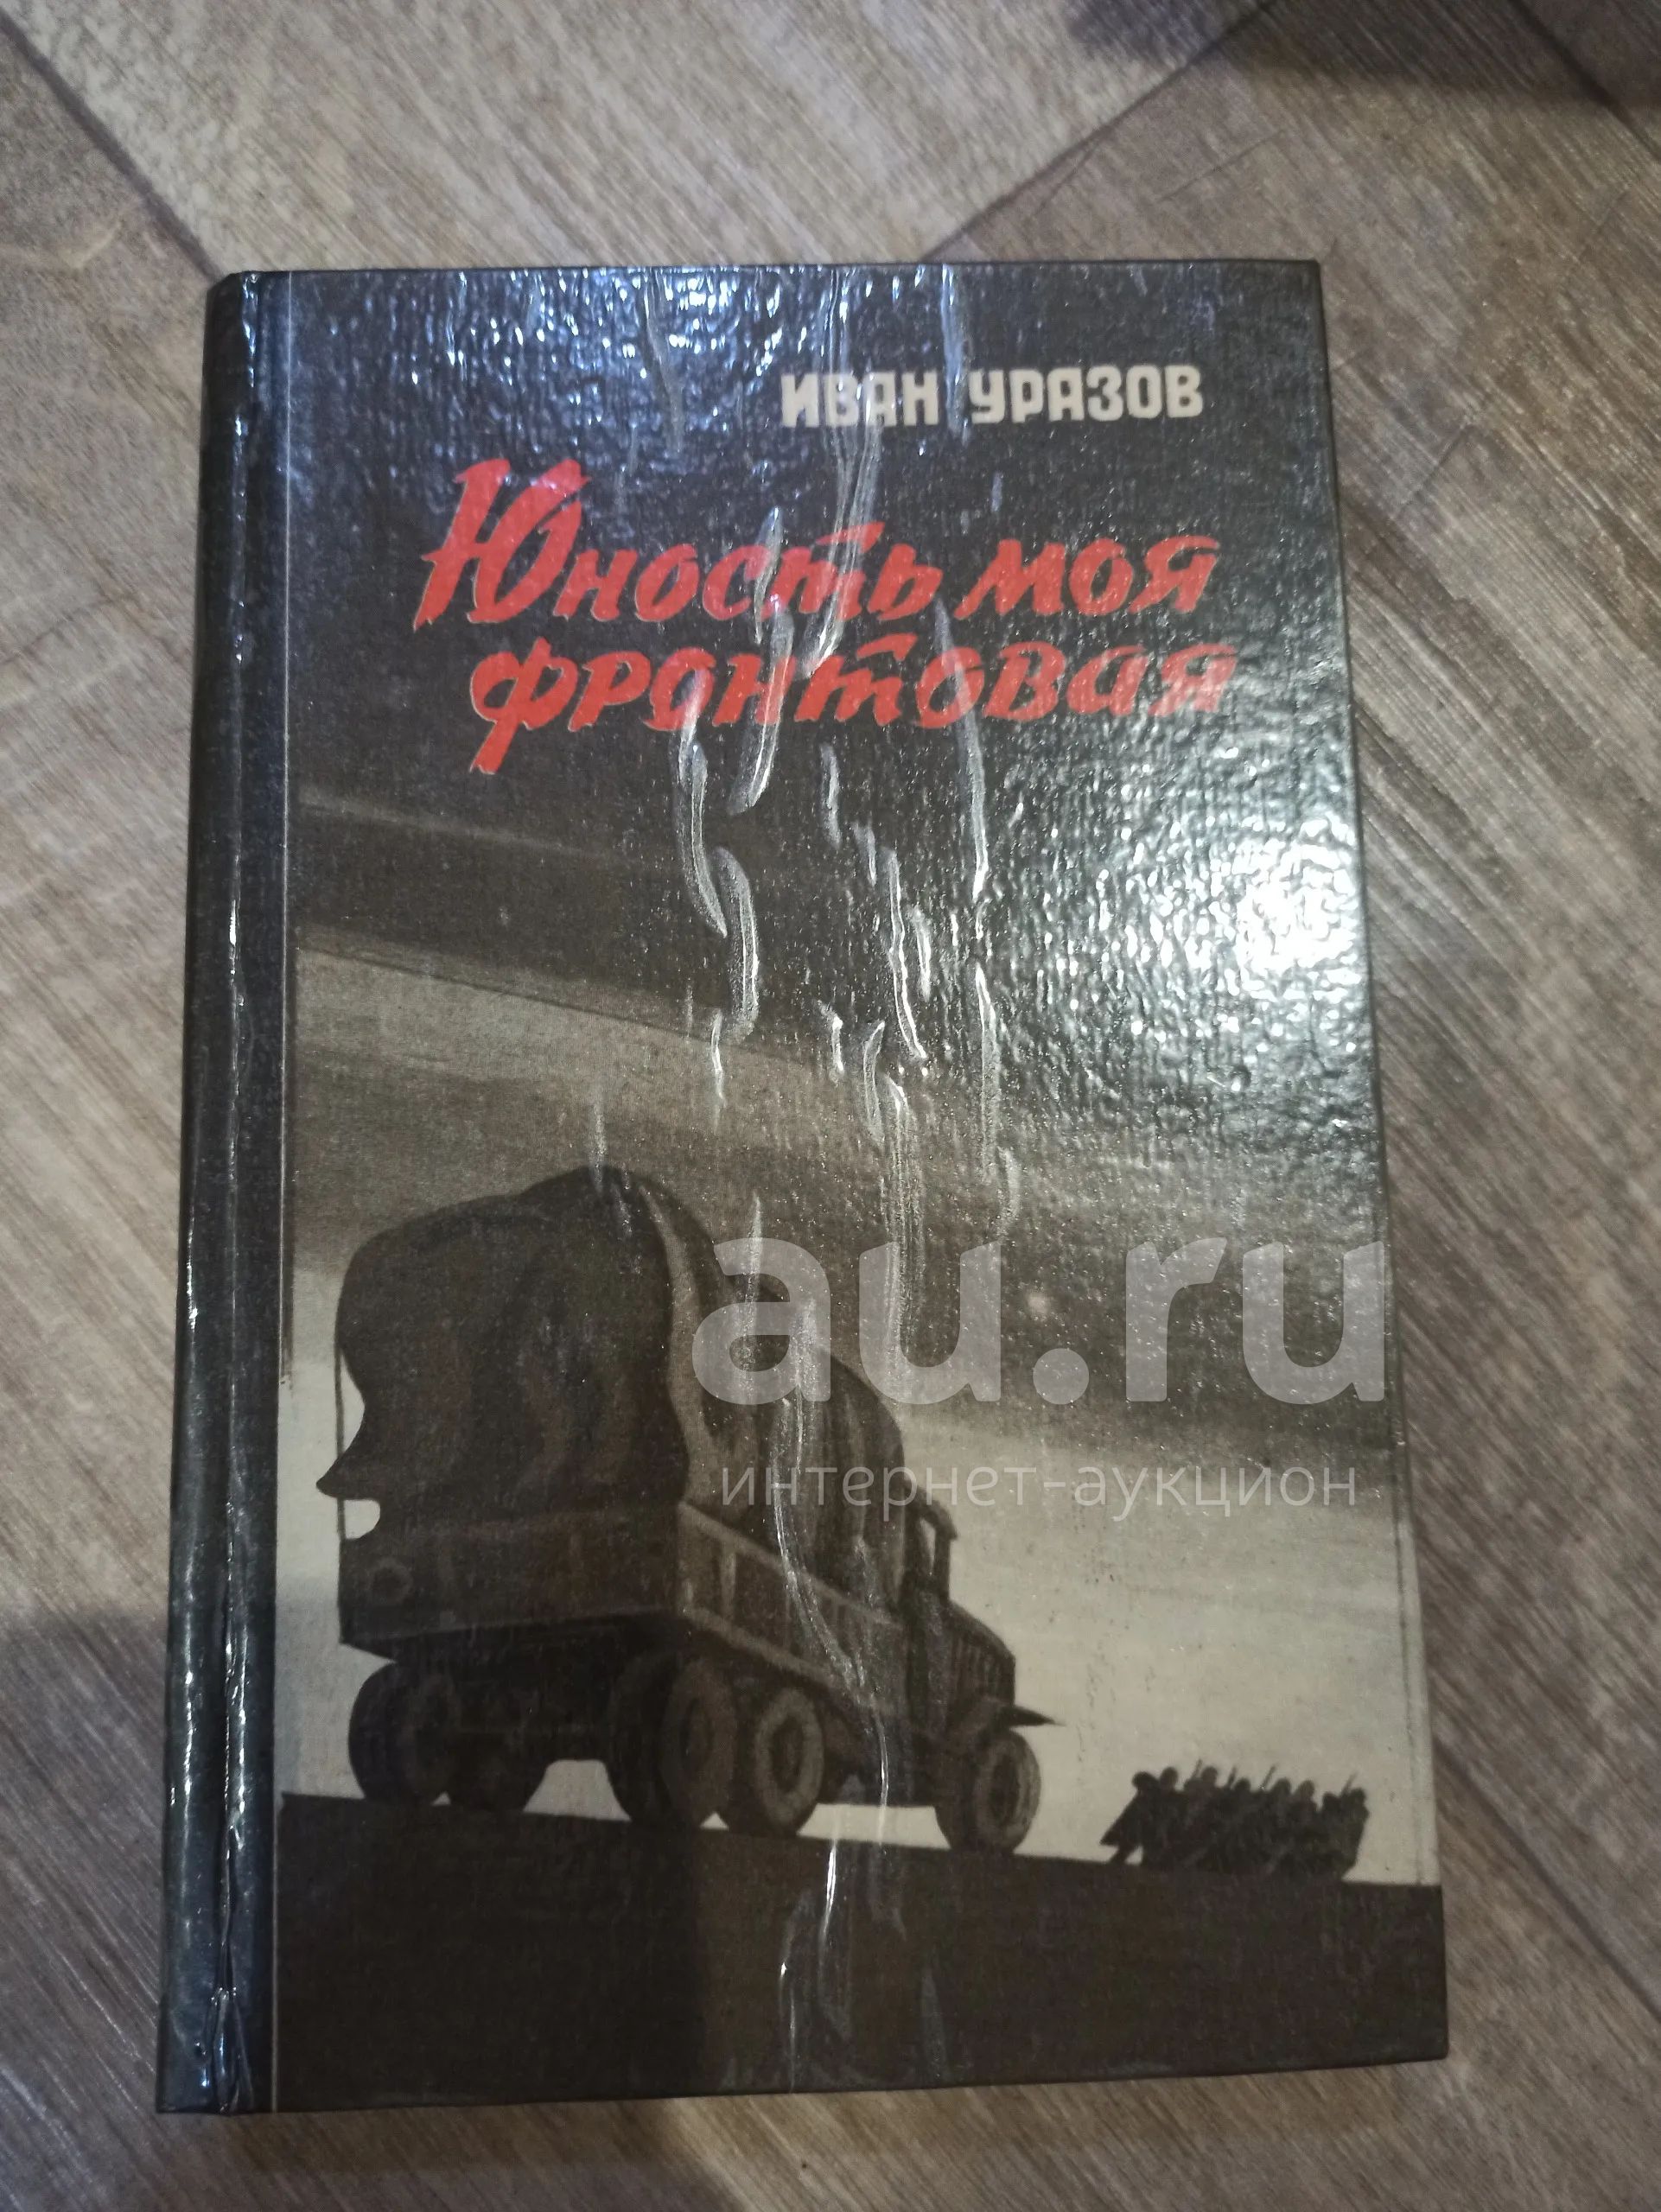 ИВАН УРАЗОВ
Юность моя
фронтовая
au.ru
интернет-аукцион